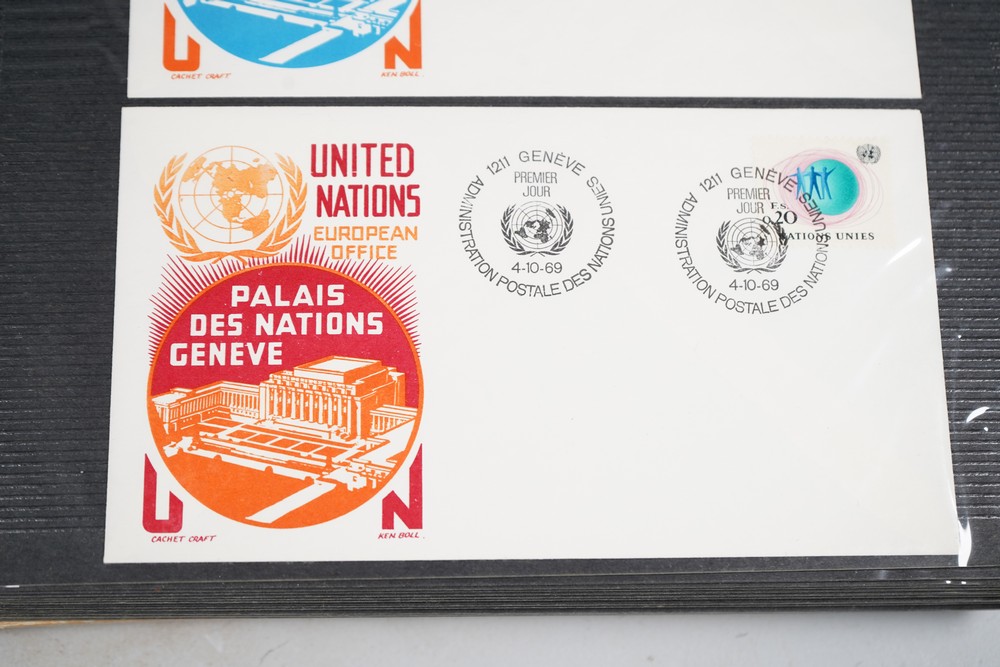 U N
CACHET CRAFT KEN BOLL.
UNITED
NATIONS
EUROPEAN
OFFICE
PALAIS
DES NATIONS
GENEVE
U N
CACHET CRAFT KEN BOLL.
1211 GENÈVE
PREMIER
JOUR
4-10-69
ADMINISTRATION POSTALE DES NATIONS UNIES
1211 GENÈVE
PREMIER
JOUR
4-10-69
ADMINISTRATION POSTALE DES NATIONS UNIES
F.S.
0,20
NATIONS UNIES